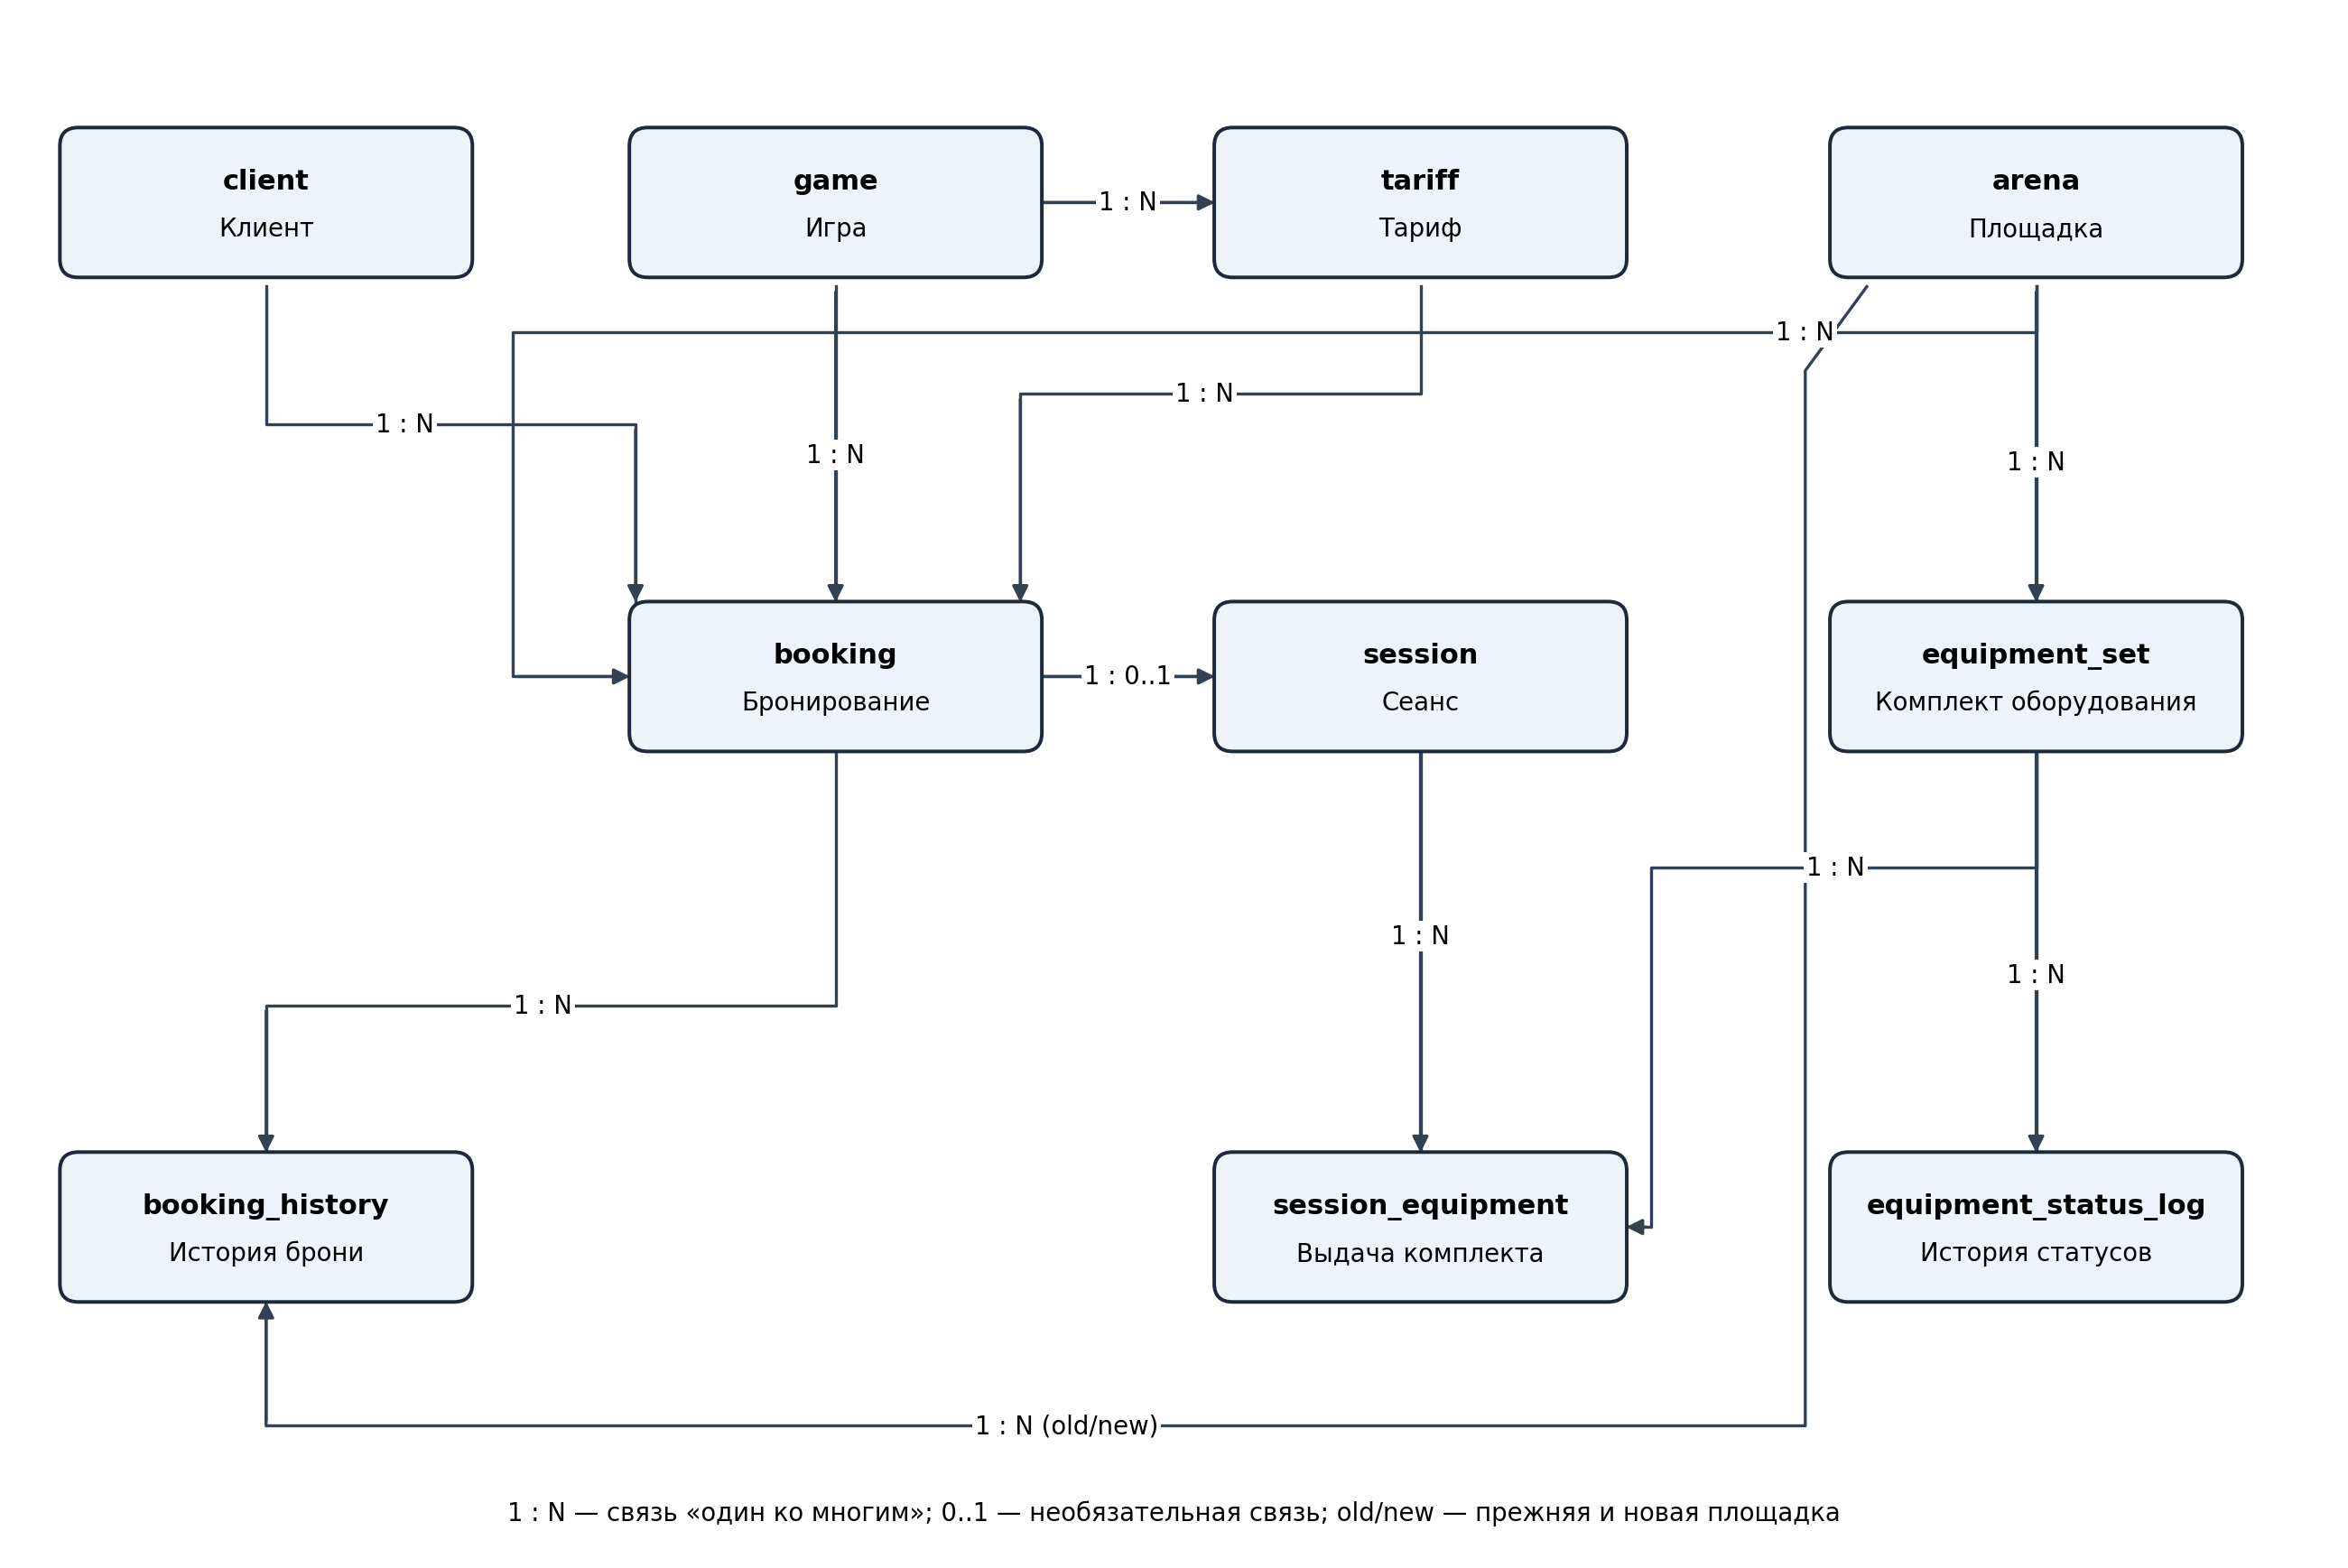 client
Клиент
game
Игра
1 : N
tariff
Тариф
arena
Площадка
1 : N
1 : N
1 : N
1 : N
1 : N
booking
Бронирование
1 : 0..1
session
Сеанс
equipment_set
Комплект оборудования
1 : N
1 : N
1 : N
1 : N
booking_history
История брони
session_equipment
Выдача комплекта
equipment_status_log
История статусов
1 : N (old/new)
1 : N — связь «один ко многим»; 0..1 — необязательная связь; old/new — прежняя и новая площадка